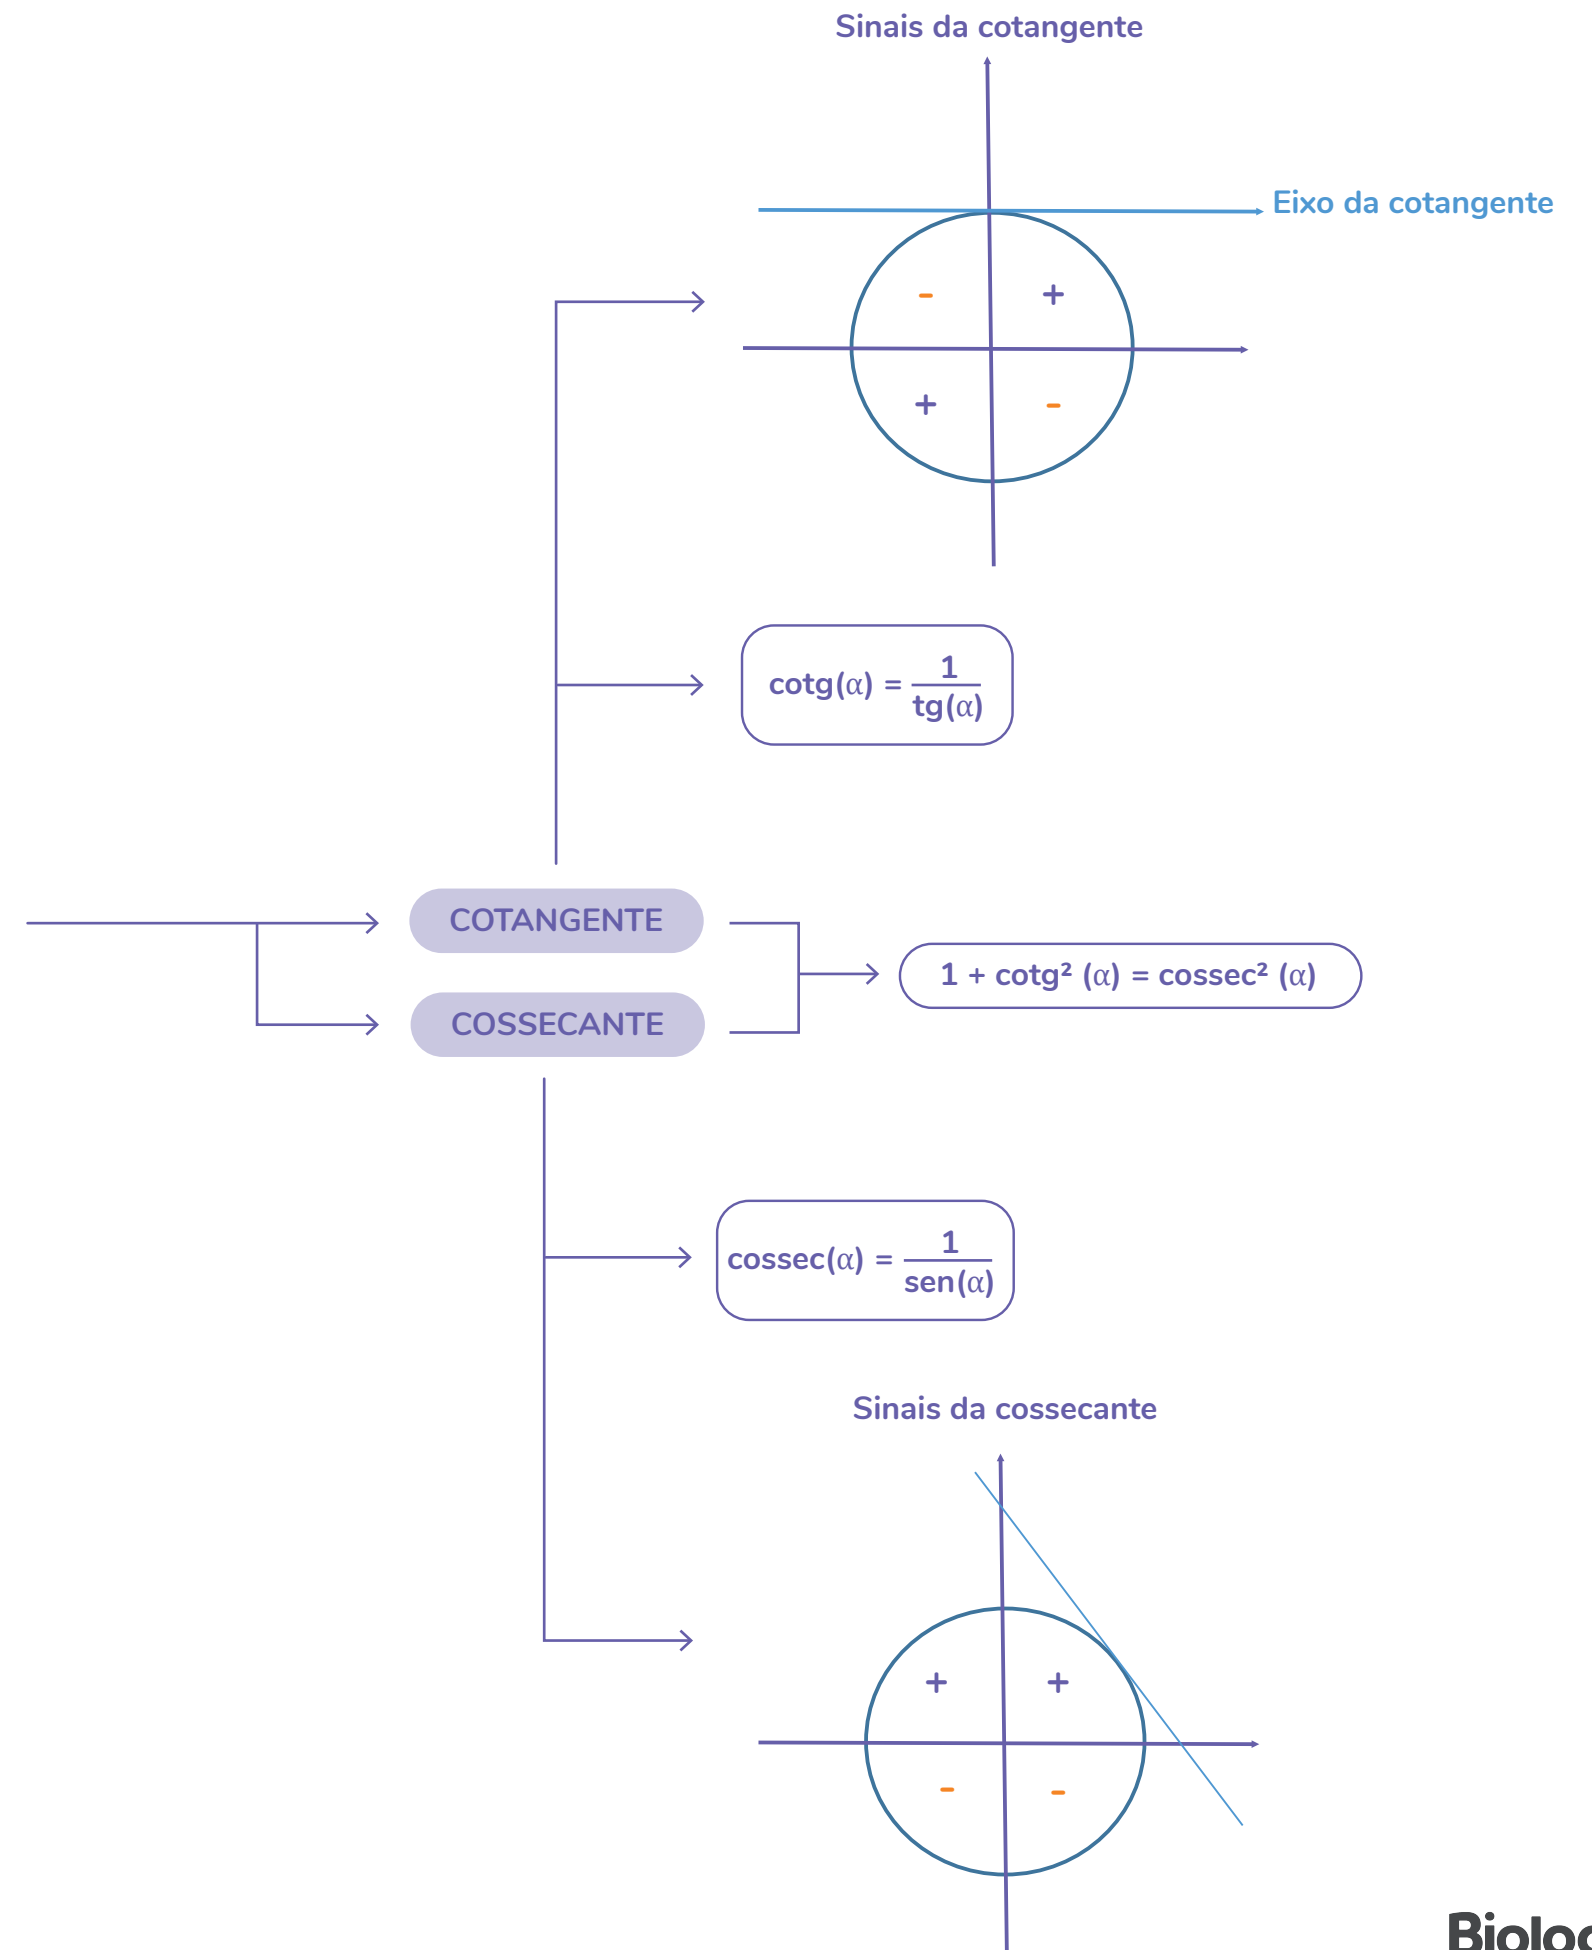 Sinais da cotangente
Eixo da cotangente
- +
+ -
cotg(α) = 1
tg(α)
COTANGENTE
COSSECANTE
1 + cotg² (α) = cossec² (α)
cossec(α) = 1
sen(α)
Sinais da cossecante
+ +
- -